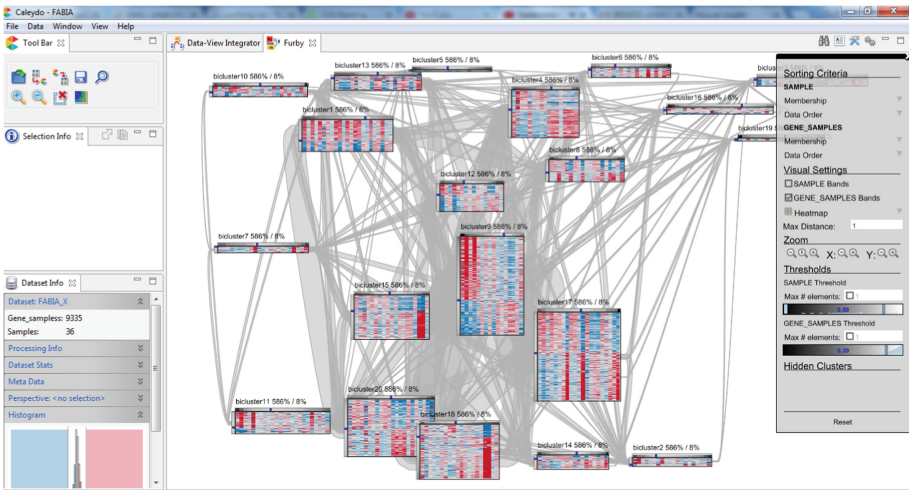 Caleydo - FABIA
File Data Window View Help
Tool Bar
Selection Info
Dataset Info
Dataset: FABIA_X
Gene_sampless: 9335
Samples: 36
Processing Info
Dataset Stats
Meta Data
Perspective: <no selection>
Histogram
Data-View Integrator
Furby
bicluster10 586% / 8%
bicluster13 586% / 8%
bicluster5 586% / 8%
bicluster6 586% / 8%
bicluster4 586% / 8%
bicluster1 586% / 8%
bicluster16 586% / 8%
bicluster19
bicluster8 586% / 8%
bicluster12 586% / 8%
bicluster7 586% / 8%
bicluster9 586% / 8%
bicluster15 586% / 8%
bicluster17 586% / 8%
bicluster11 586% / 8%
bicluster20 586% / 8%
bicluster18 586% / 8%
bicluster14 586% / 8%
bicluster2 586% / 8%
Sorting Criteria
SAMPLE
Membership
Data Order
GENE_SAMPLES
Membership
Data Order
Visual Settings
SAMPLE Bands
GENE_SAMPLES Bands
Heatmap
Max Distance: 1
Zoom
X: Y:
Thresholds
SAMPLE Threshold
Max # elements:
GENE_SAMPLES Threshold
Max # elements:
Hidden Clusters
Reset